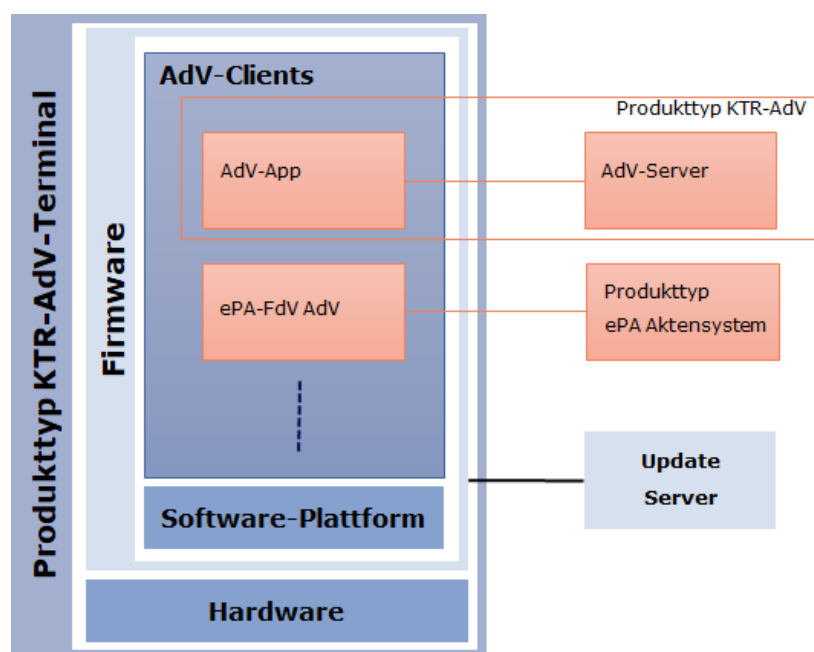 Produkttyp KTR-AdV-Terminal
Firmware
AdV-Clients
Produkttyp KTR-AdV
AdV-App
AdV-Server
ePA-FdV AdV
Produkttyp
ePA Aktensystem
Update
Server
Software-Plattform
Hardware